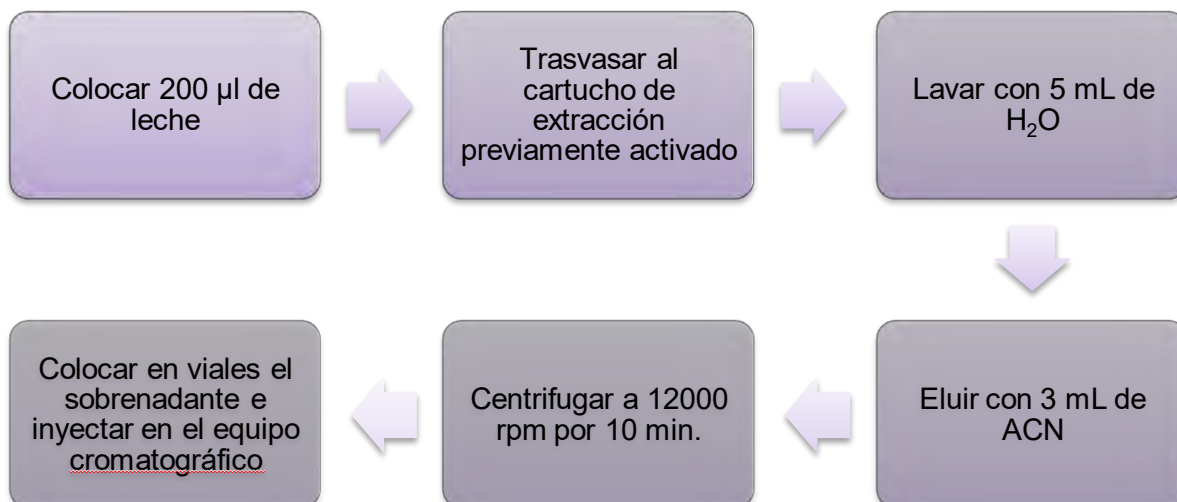 Colocar 200 µl de
leche
Trasvasar al
cartucho de
extracción
previamente activado
Lavar con 5 mL de
H₂O
Eluir con 3 mL de
ACN
Centrifugar a 12000
rpm por 10 min.
Colocar en viales el
sobrenadante e
inyectar en el equipo
cromatográfico